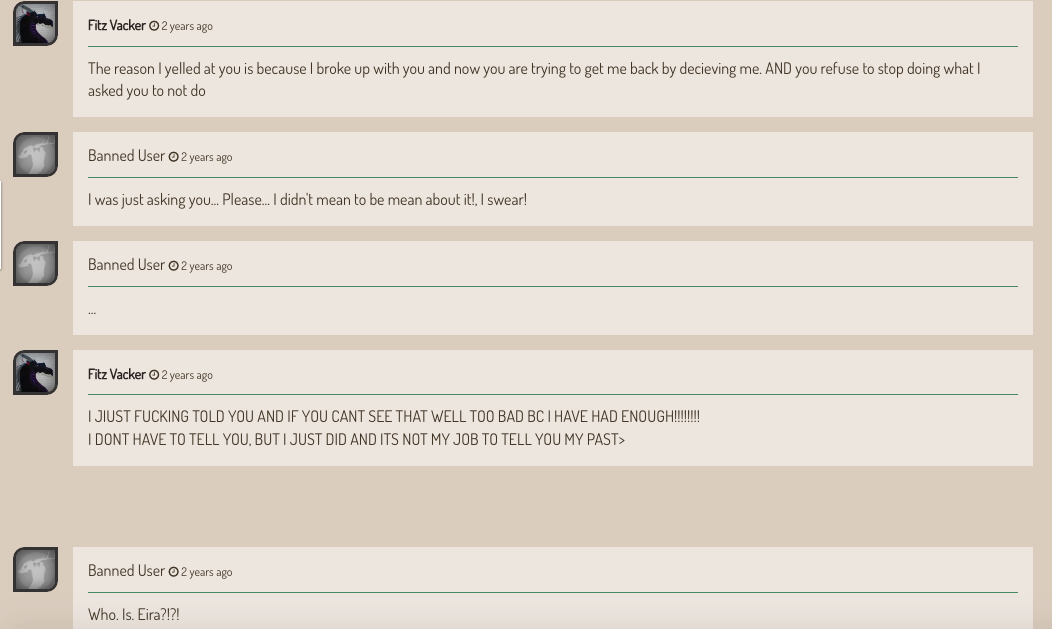 Fitz Vacker 2 years ago
The reason I yelled at you is because I broke up with you and now you are trying to get me back by decieving me. AND you refuse to stop doing what I
asked you to not do
Banned User 2 years ago
I was just asking you... Please... I didn't mean to be mean about it!, I swear!
Banned User 2 years ago
...
Fitz Vacker 2 years ago
I JIUST FUCKING TOLD YOU AND IF YOU CANT SEE THAT WELL TOO BAD BC I HAVE HAD ENOUGH!!!!!!!!
I DONT HAVE TO TELL YOU, BUT I JUST DID AND ITS NOT MY JOB TO TELL YOU MY PAST>
Banned User 2 years ago
Who. Is. Eira?!?!